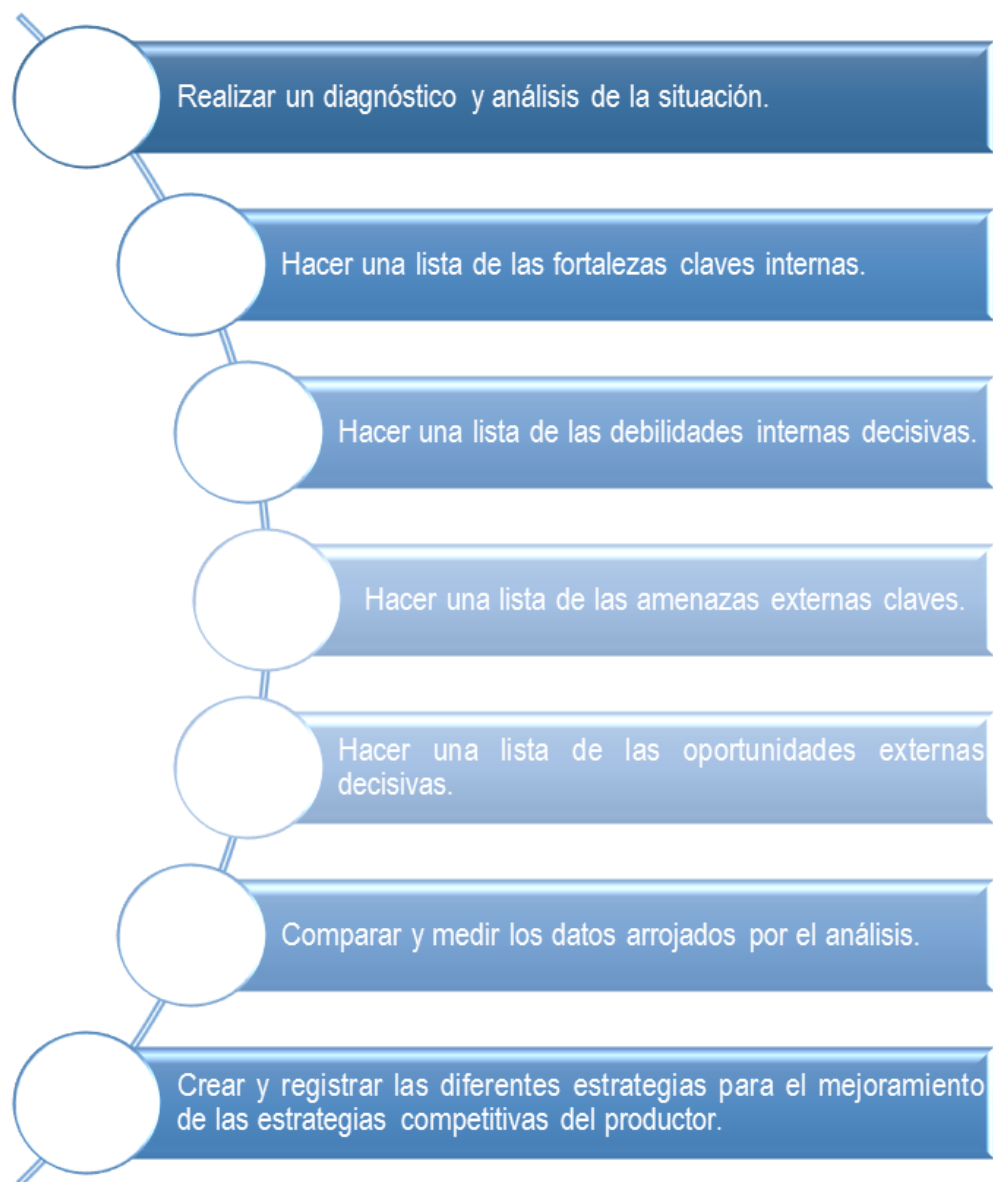 Realizar un diagnóstico y análisis de la situación.
Hacer una lista de las fortalezas claves internas.
Hacer una lista de las debilidades internas decisivas.
Hacer una lista de las amenazas externas claves.
Hacer una lista de las oportunidades externas
decisivas.
Comparar y medir los datos arrojados por el análisis.
Crear y registrar las diferentes estrategias para el mejoramiento
de las estrategias competitivas del productor.